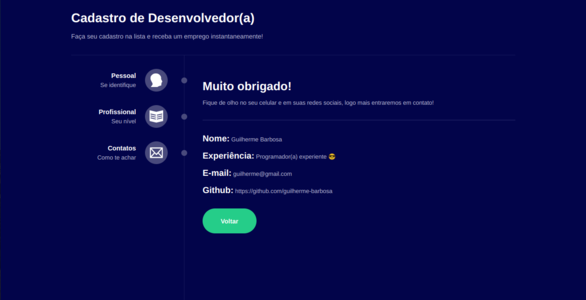 Cadastro de Desenvolvedor(a)
Faça seu cadastro na lista e receba um emprego instantaneamente!
Pessoal
Se identifique
Profissional
Seu nível
Contatos
Como te achar
Muito obrigado!
Fique de olho no seu celular e em suas redes sociais, logo mais entraremos em contato!
Nome: Guilherme Barbosa
Experiência: Programador(a) experiente 😎
E-mail: guilherme@gmail.com
Github: https://github.com/guilherme-barbosa
Voltar